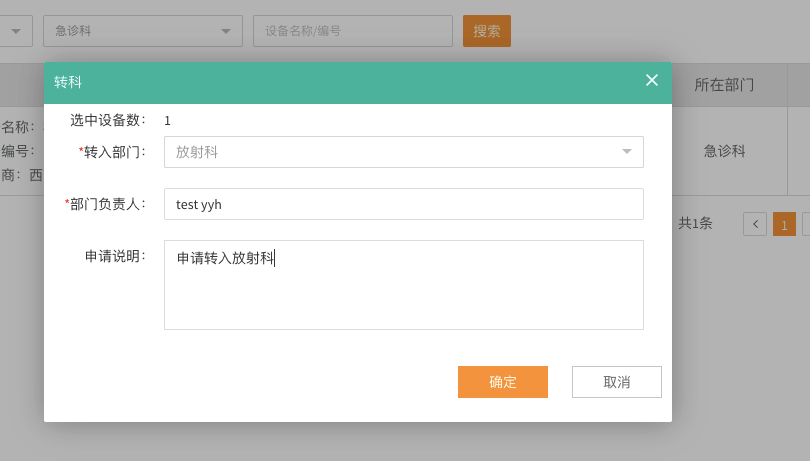 急诊科
设备名称/编号
搜索
转科
所在部门
选中设备数： 1
名称：
*转入部门： 放射科
编号：
急诊科
商： 西
*部门负责人： test yyh
共1条
1
申请说明： 申请转入放射科
确定
取消